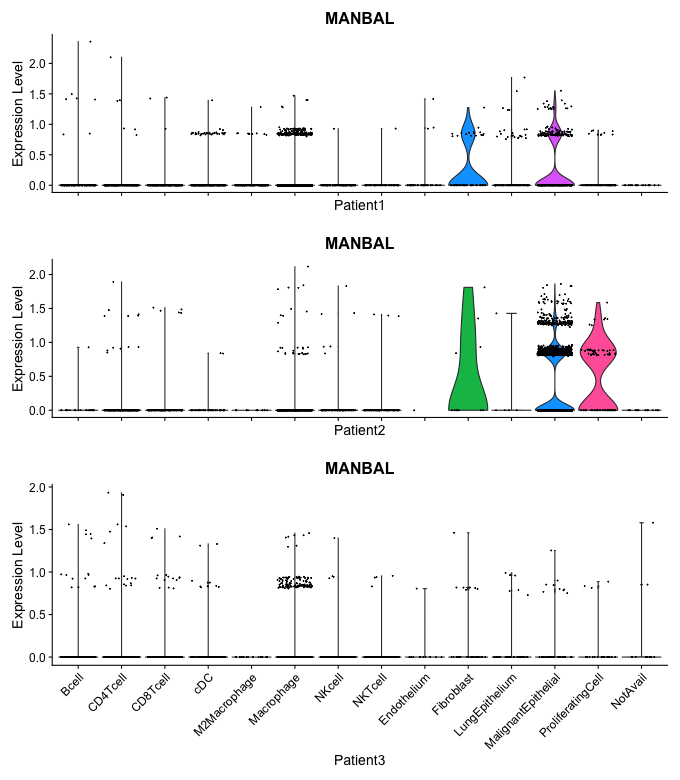 MANBAL
Expression Level
2.0
1.5
1.0
0.5
0.0
Patient1
MANBAL
Expression Level
2.0
1.5
1.0
0.5
0.0
Patient2
MANBAL
Expression Level
2.0
1.5
1.0
0.5
0.0
Bcell
CD4Tcell
CD8Tcell
cDC
M2Macrophage
Macrophage
NKcell
NKTcell
Endothelium
Fibroblast
LungEpithelium
MalignantEpithelial
ProliferatingCell
NotAvail
Patient3